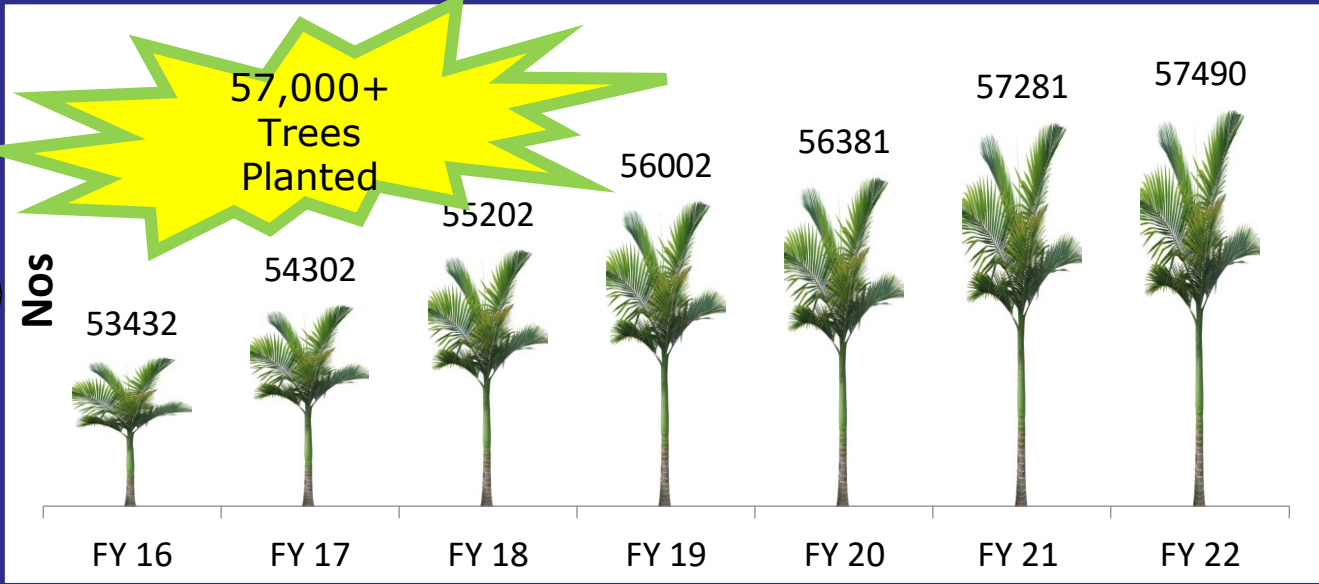 57,000+
Trees
Planted
Nos
53432
54302
55202
56002
56381
57281
57490
FY 16
FY 17
FY 18
FY 19
FY 20
FY 21
FY 22